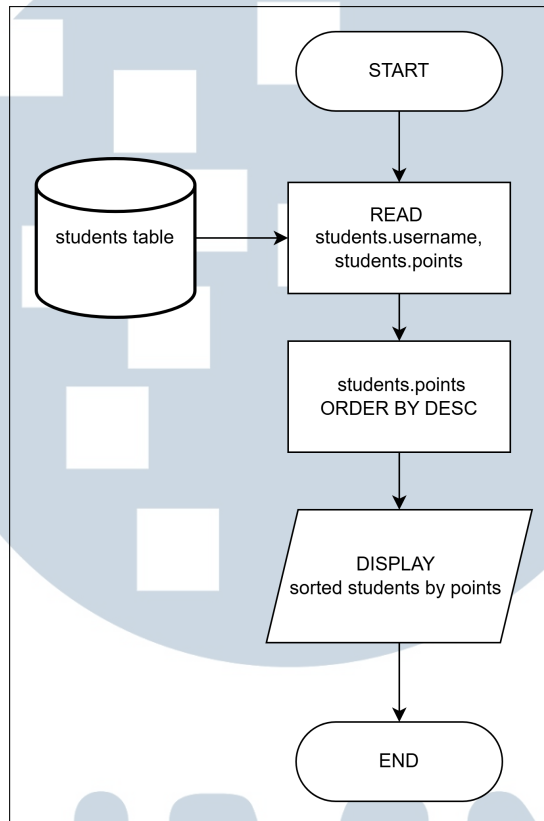 START
students table
READ
students.username,
students.points
students.points
ORDER BY DESC
DISPLAY
sorted students by points
END